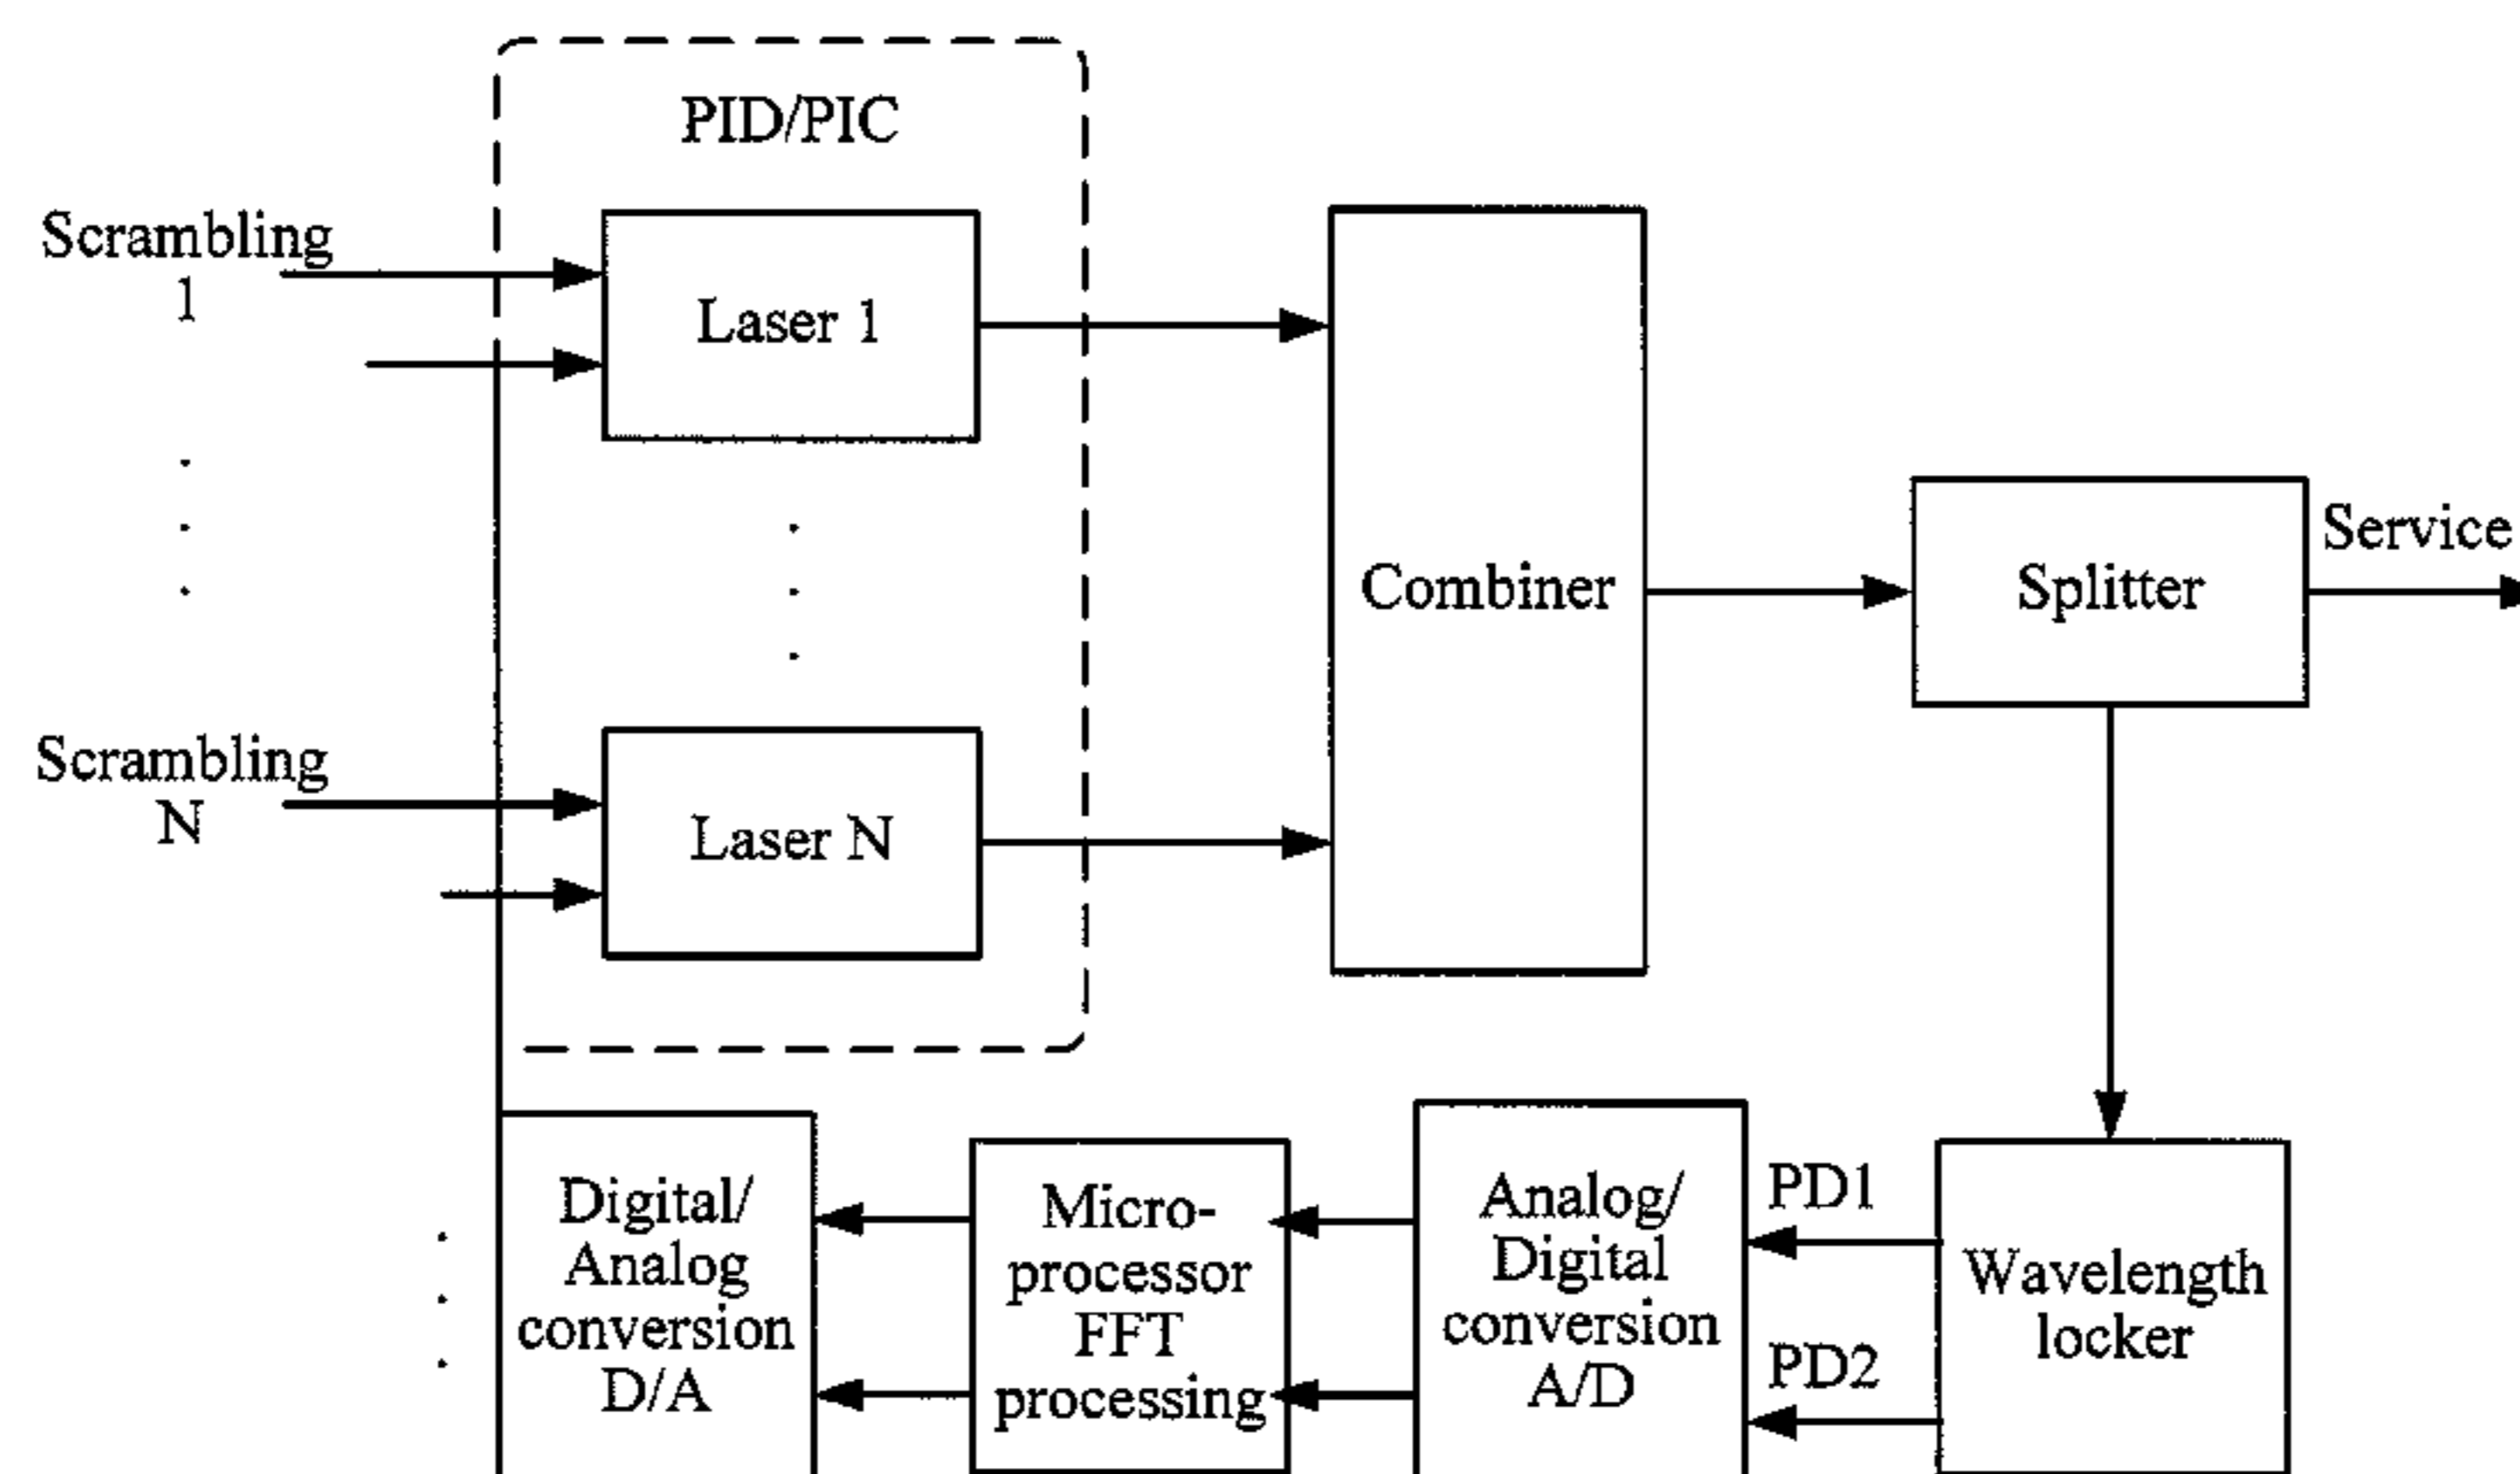 PID/PIC
Scrambling
1
Laser 1
Combiner
Splitter
Service
Scrambling
N
Laser N
Digital/
Analog
conversion
D/A
Micro-
processor
FFT
processing
Analog/
Digital
conversion
A/D
PD1
PD2
Wavelength
locker